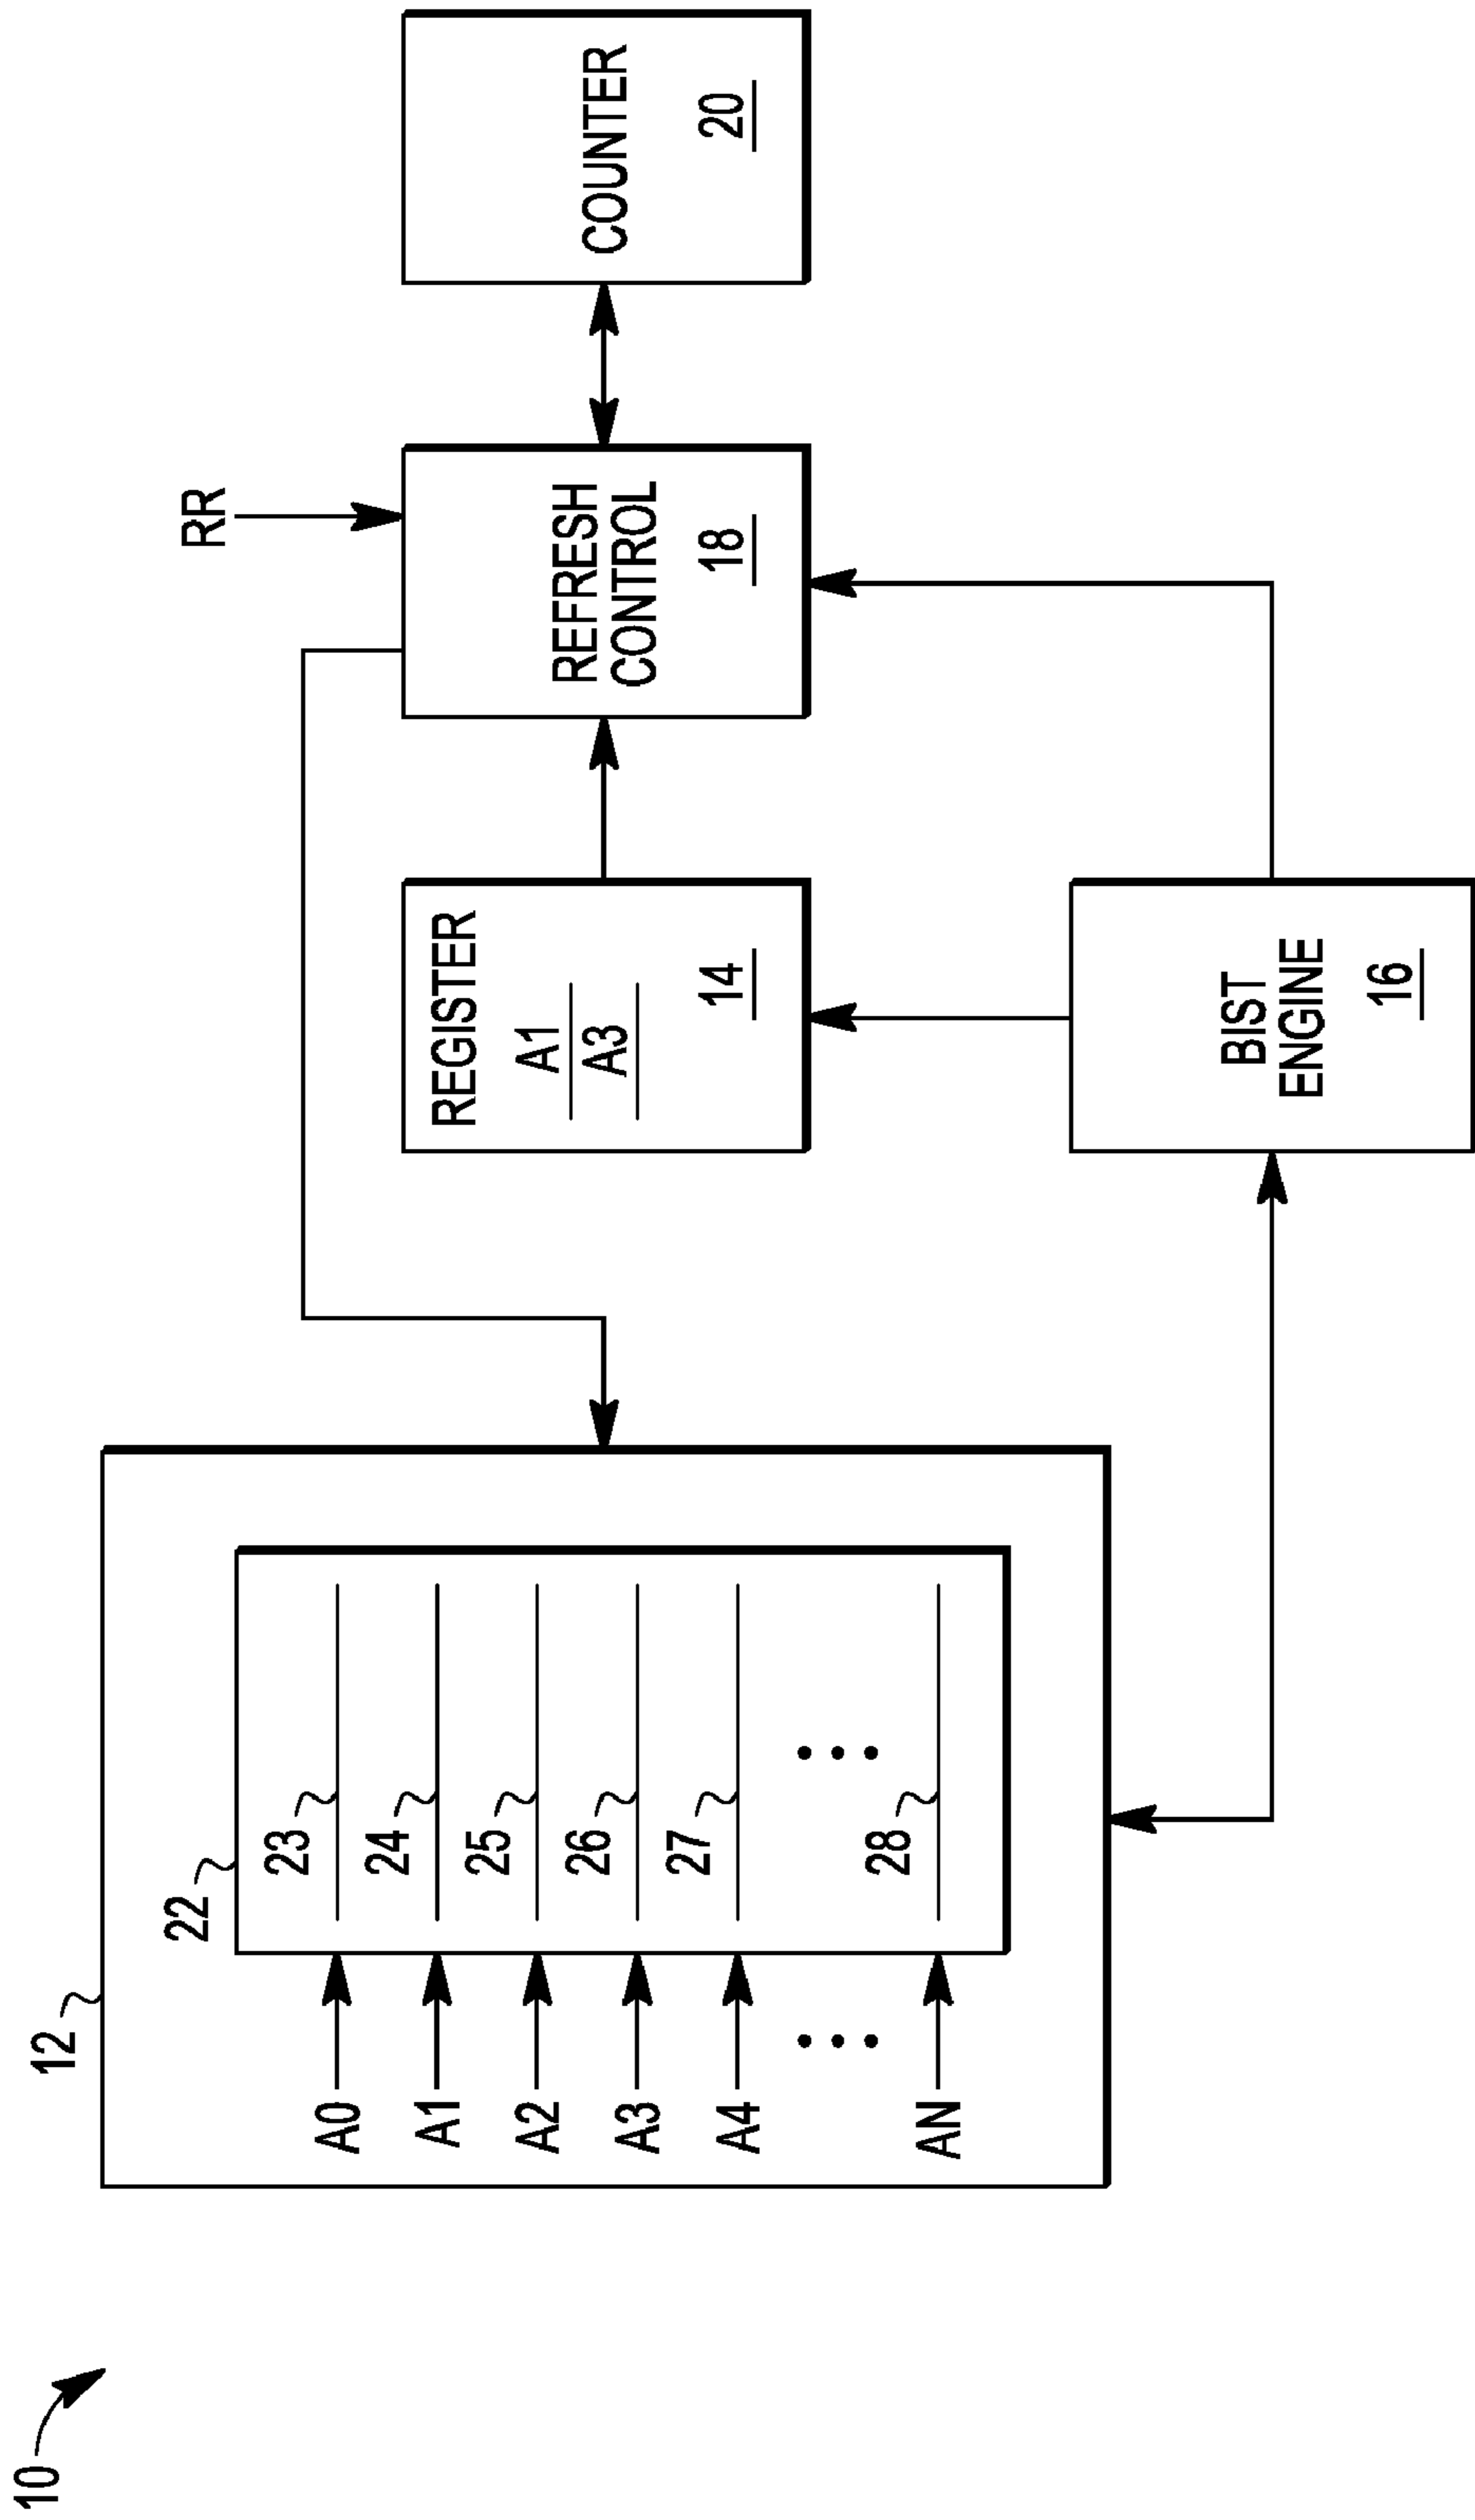 10
12
22
A0
23
A1
24
A2
25
A3
26
A4
27
AN
28
REGISTER
A1
A3
14
BIST
ENGINE
16
RR
REFRESH
CONTROL
18
COUNTER
20